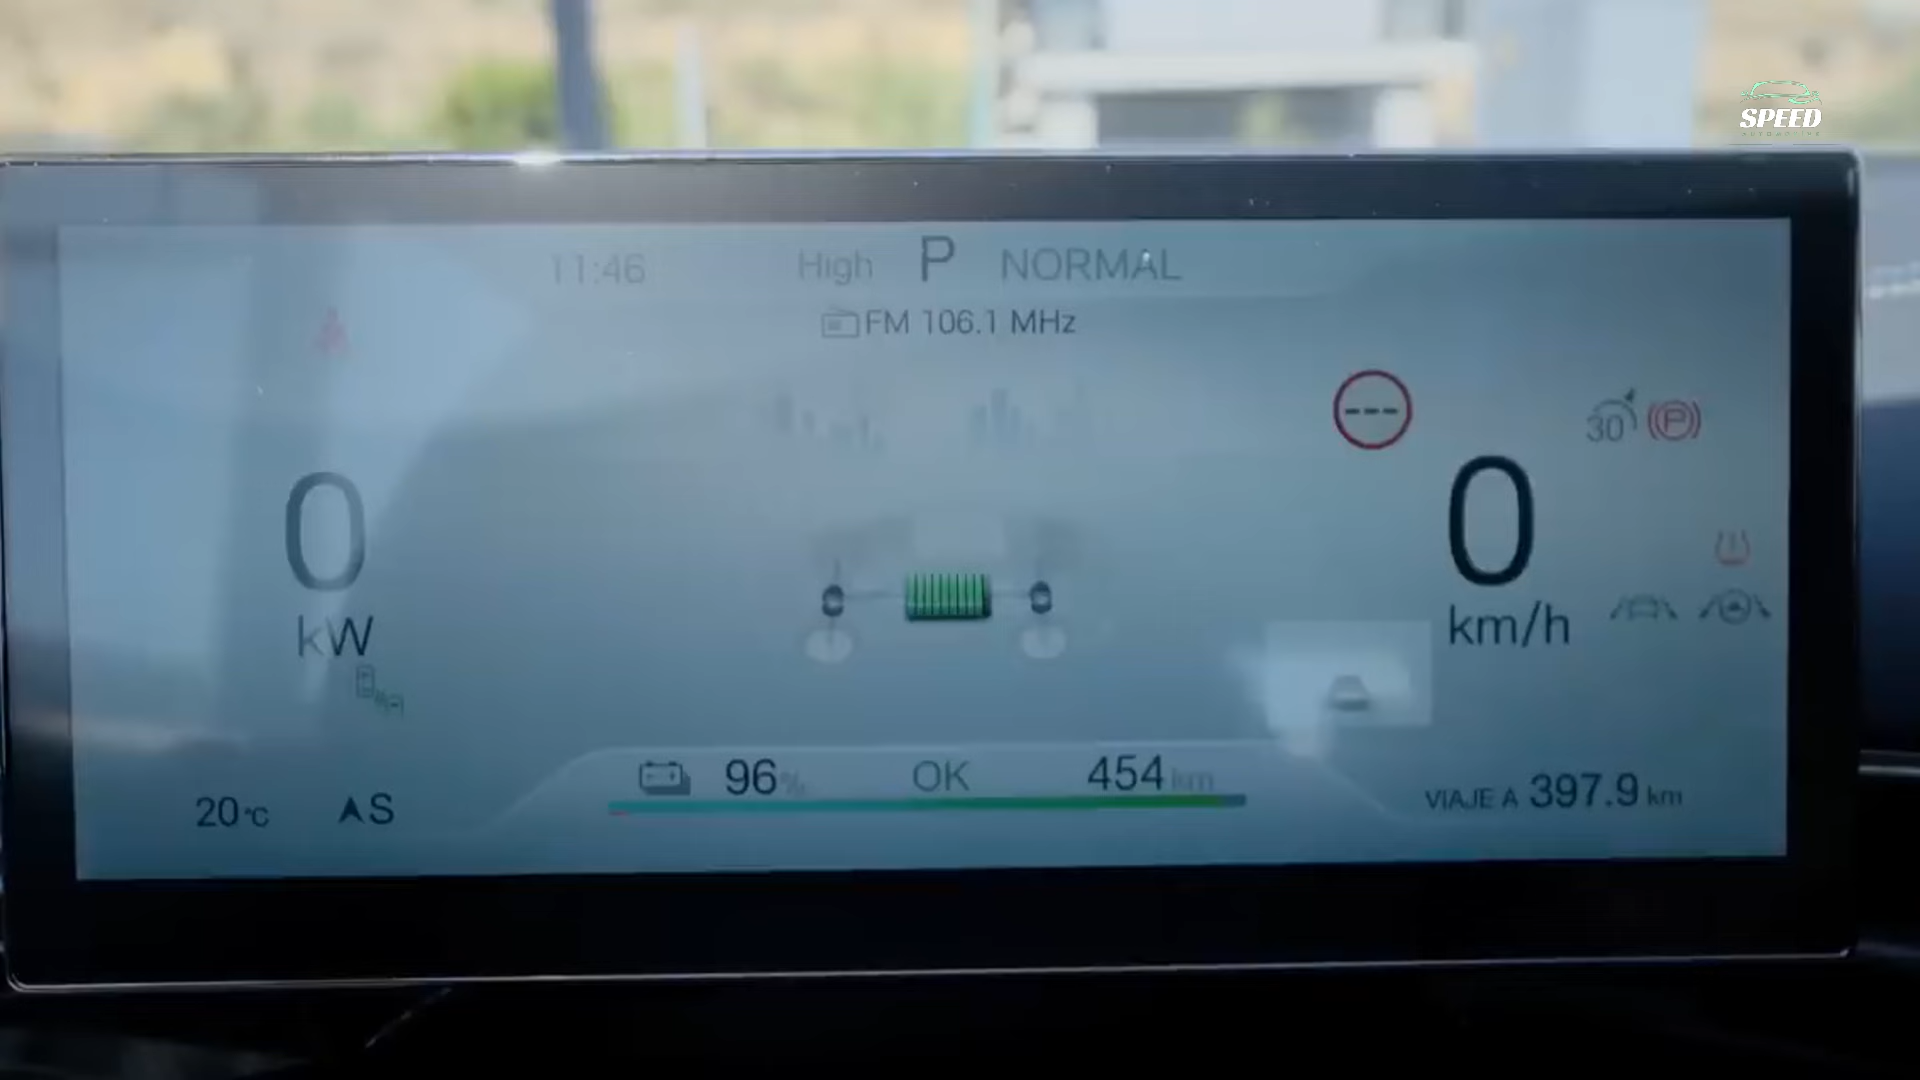 SPEED
11:46 High P NORMAL
FM 106.1 MHz
---
30
P
0
kW
0
km/h
96%
OK
454 km
20°C
S
VIAJE A 397.9 km